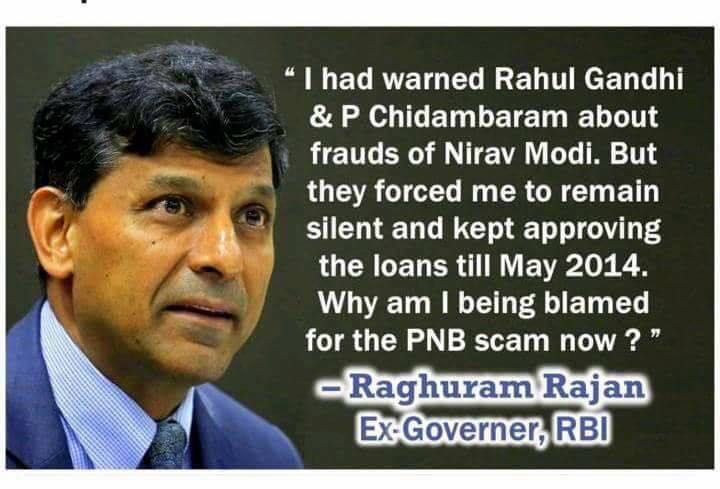 “ I had warned Rahul Gandhi
& P Chidambaram about
frauds of Nirav Modi. But
they forced me to remain
silent and kept approving
the loans till May 2014.
Why am I being blamed
for the PNB scam now ? ”
– Raghuram Rajan
Ex-Governer, RBI